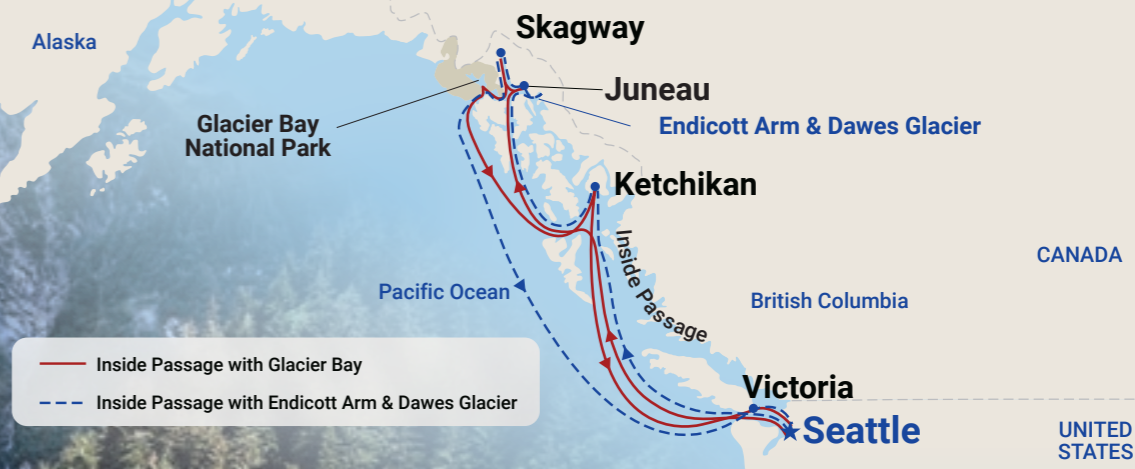 Skagway
Alaska
Juneau
Glacier Bay
National Park
Endicott Arm & Dawes Glacier
Ketchikan
Inside Passage
CANADA
Pacific Ocean
British Columbia
Inside Passage with Glacier Bay
Victoria
Inside Passage with Endicott Arm & Dawes Glacier
Seattle
UNITED
STATES